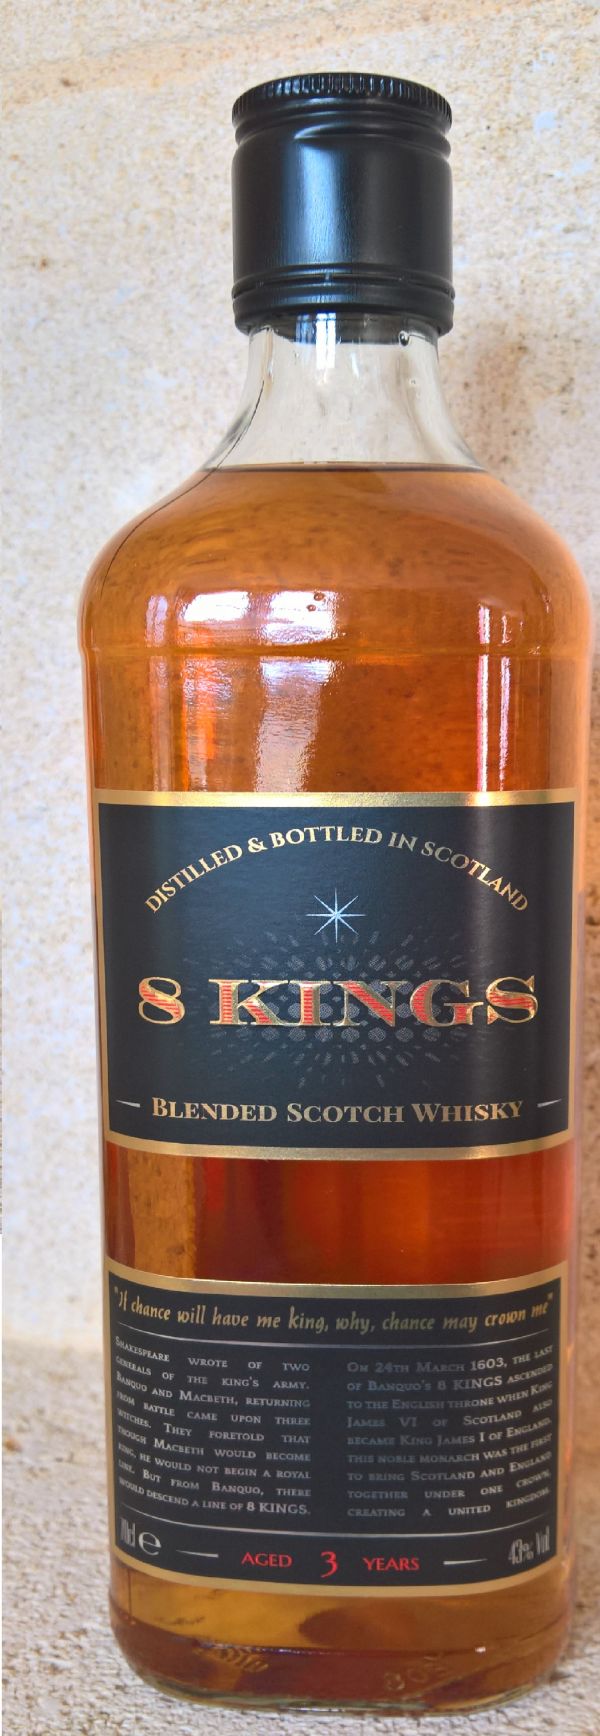 DISTILLED & BOTTLED IN SCOTLAND
8 KINGS
BLENDED SCOTCH WHISKY
"If chance will have me king, why, chance may crown me"
SHAKESPEARE WROTE OF TWO
GENERALS OF THE KING'S ARMY.
BANQUO AND MACBETH, RETURNING
FROM BATTLE CAME UPON THREE
WITCHES. THEY FORETOLD THAT
THOUGH MACBETH WOULD BECOME
KING, HE WOULD NOT BEGIN A ROYAL
LINE. BUT FROM BANQUO, THERE
WOULD DESCEND A LINE OF 8 KINGS.
ON 24TH MARCH 1603, THE LAST
OF BANQUO'S 8 KINGS ASCENDED
TO THE ENGLISH THRONE WHEN KING
JAMES VI OF SCOTLAND ALSO
BECAME KING JAMES I OF ENGLAND.
THIS NOBLE MONARCH WAS THE FIRST
TO BRING SCOTLAND AND ENGLAND
TOGETHER UNDER ONE CROWN,
CREATING A UNITED KINGDOM.
70cl e
AGED 3 YEARS
43% Vol